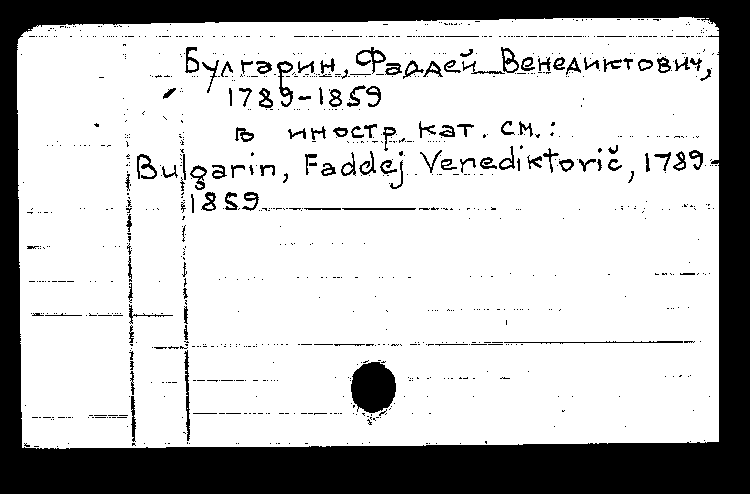 Булгарин, Фаддей Венедиктович,
1789-1859
в иностр. кат. см.:
Bulgarin, Faddej Venediktovič, 1789-
1859